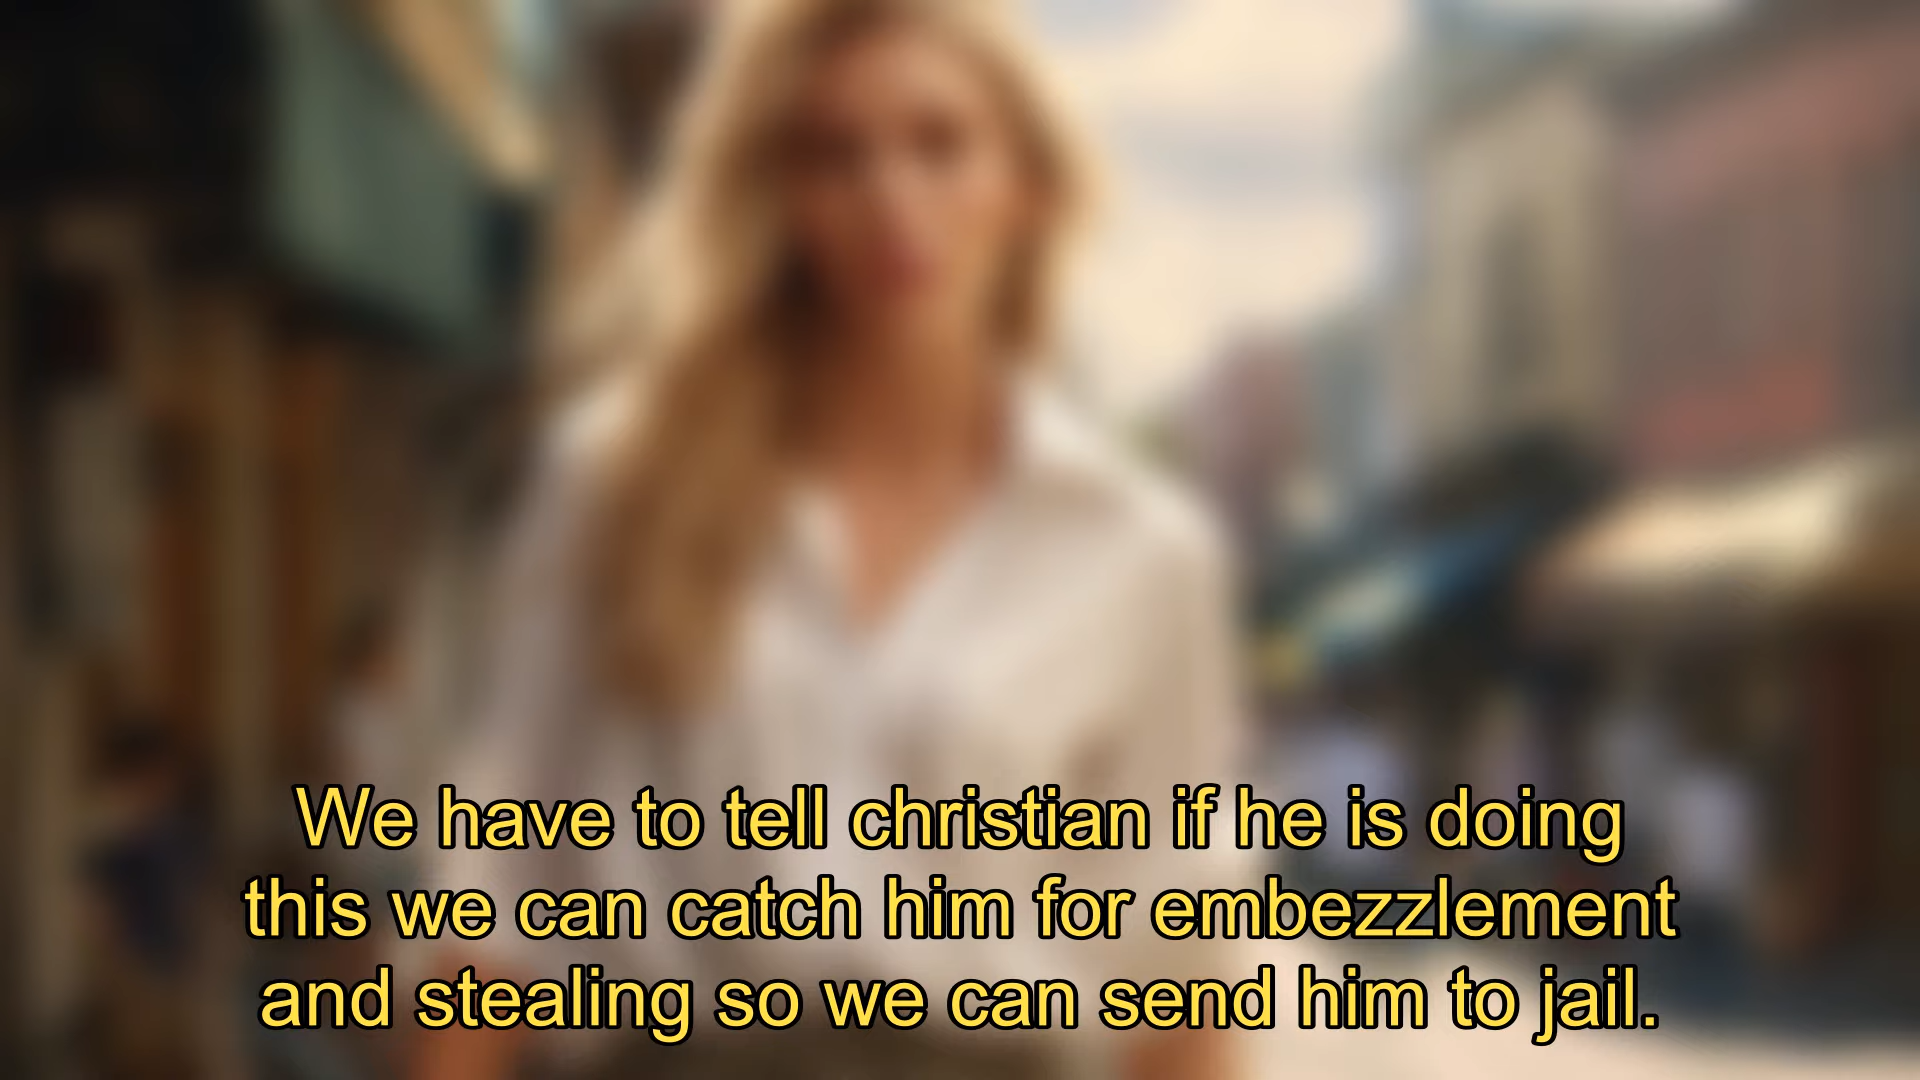 We have to tell christian if he is doing
this we can catch him for embezzlement
and stealing so we can send him to jail.